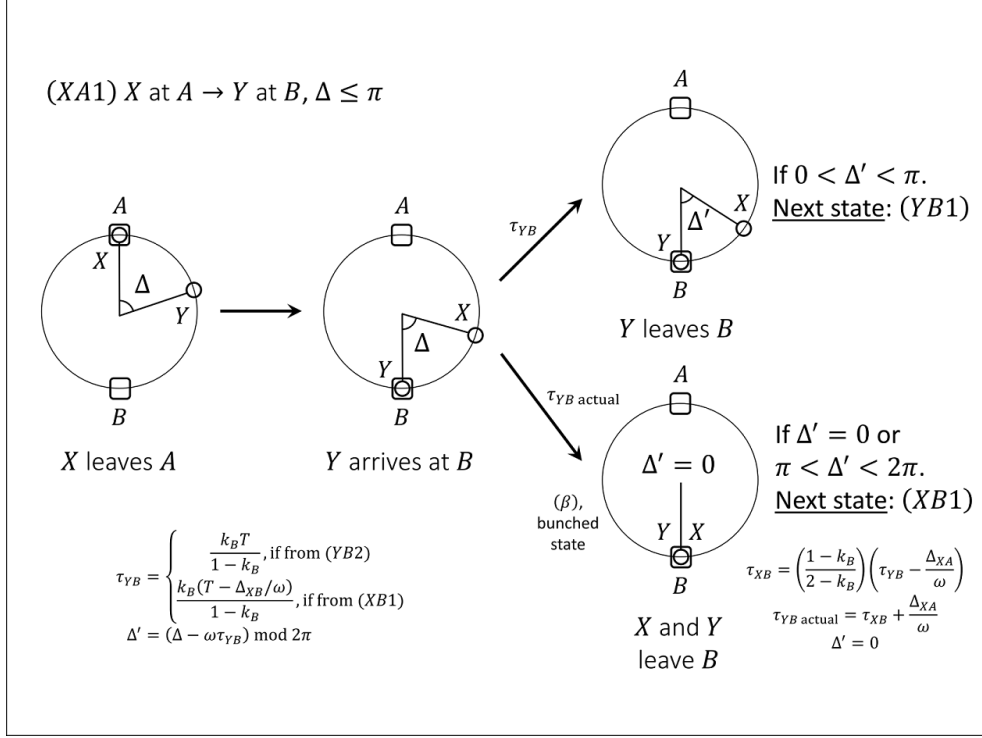 (XA1) X at A → Y at B, Δ ≤ π
A
X
Δ
Y
B
X leaves A
A
X
Δ
Y
B
Y arrives at B
τ_YB
A
X
Δ′
Y
B
Y leaves B
If 0 < Δ′ < π.
Next state: (YB1)
τ_YB actual
(β),
bunched
state
A
Δ′ = 0
Y X
B
X and Y
leave B
If Δ′ = 0 or
π < Δ′ < 2π.
Next state: (XB1)
τ_YB = { k_B T / (1 − k_B), if from (YB2)
k_B(T − Δ_XB/ω) / (1 − k_B), if from (XB1)
Δ′ = (Δ − ωτ_YB) mod 2π
τ_XB = ((1 − k_B) / (2 − k_B)) (τ_YB − Δ_XA / ω)
τ_YB actual = τ_XB + Δ_XA / ω
Δ′ = 0